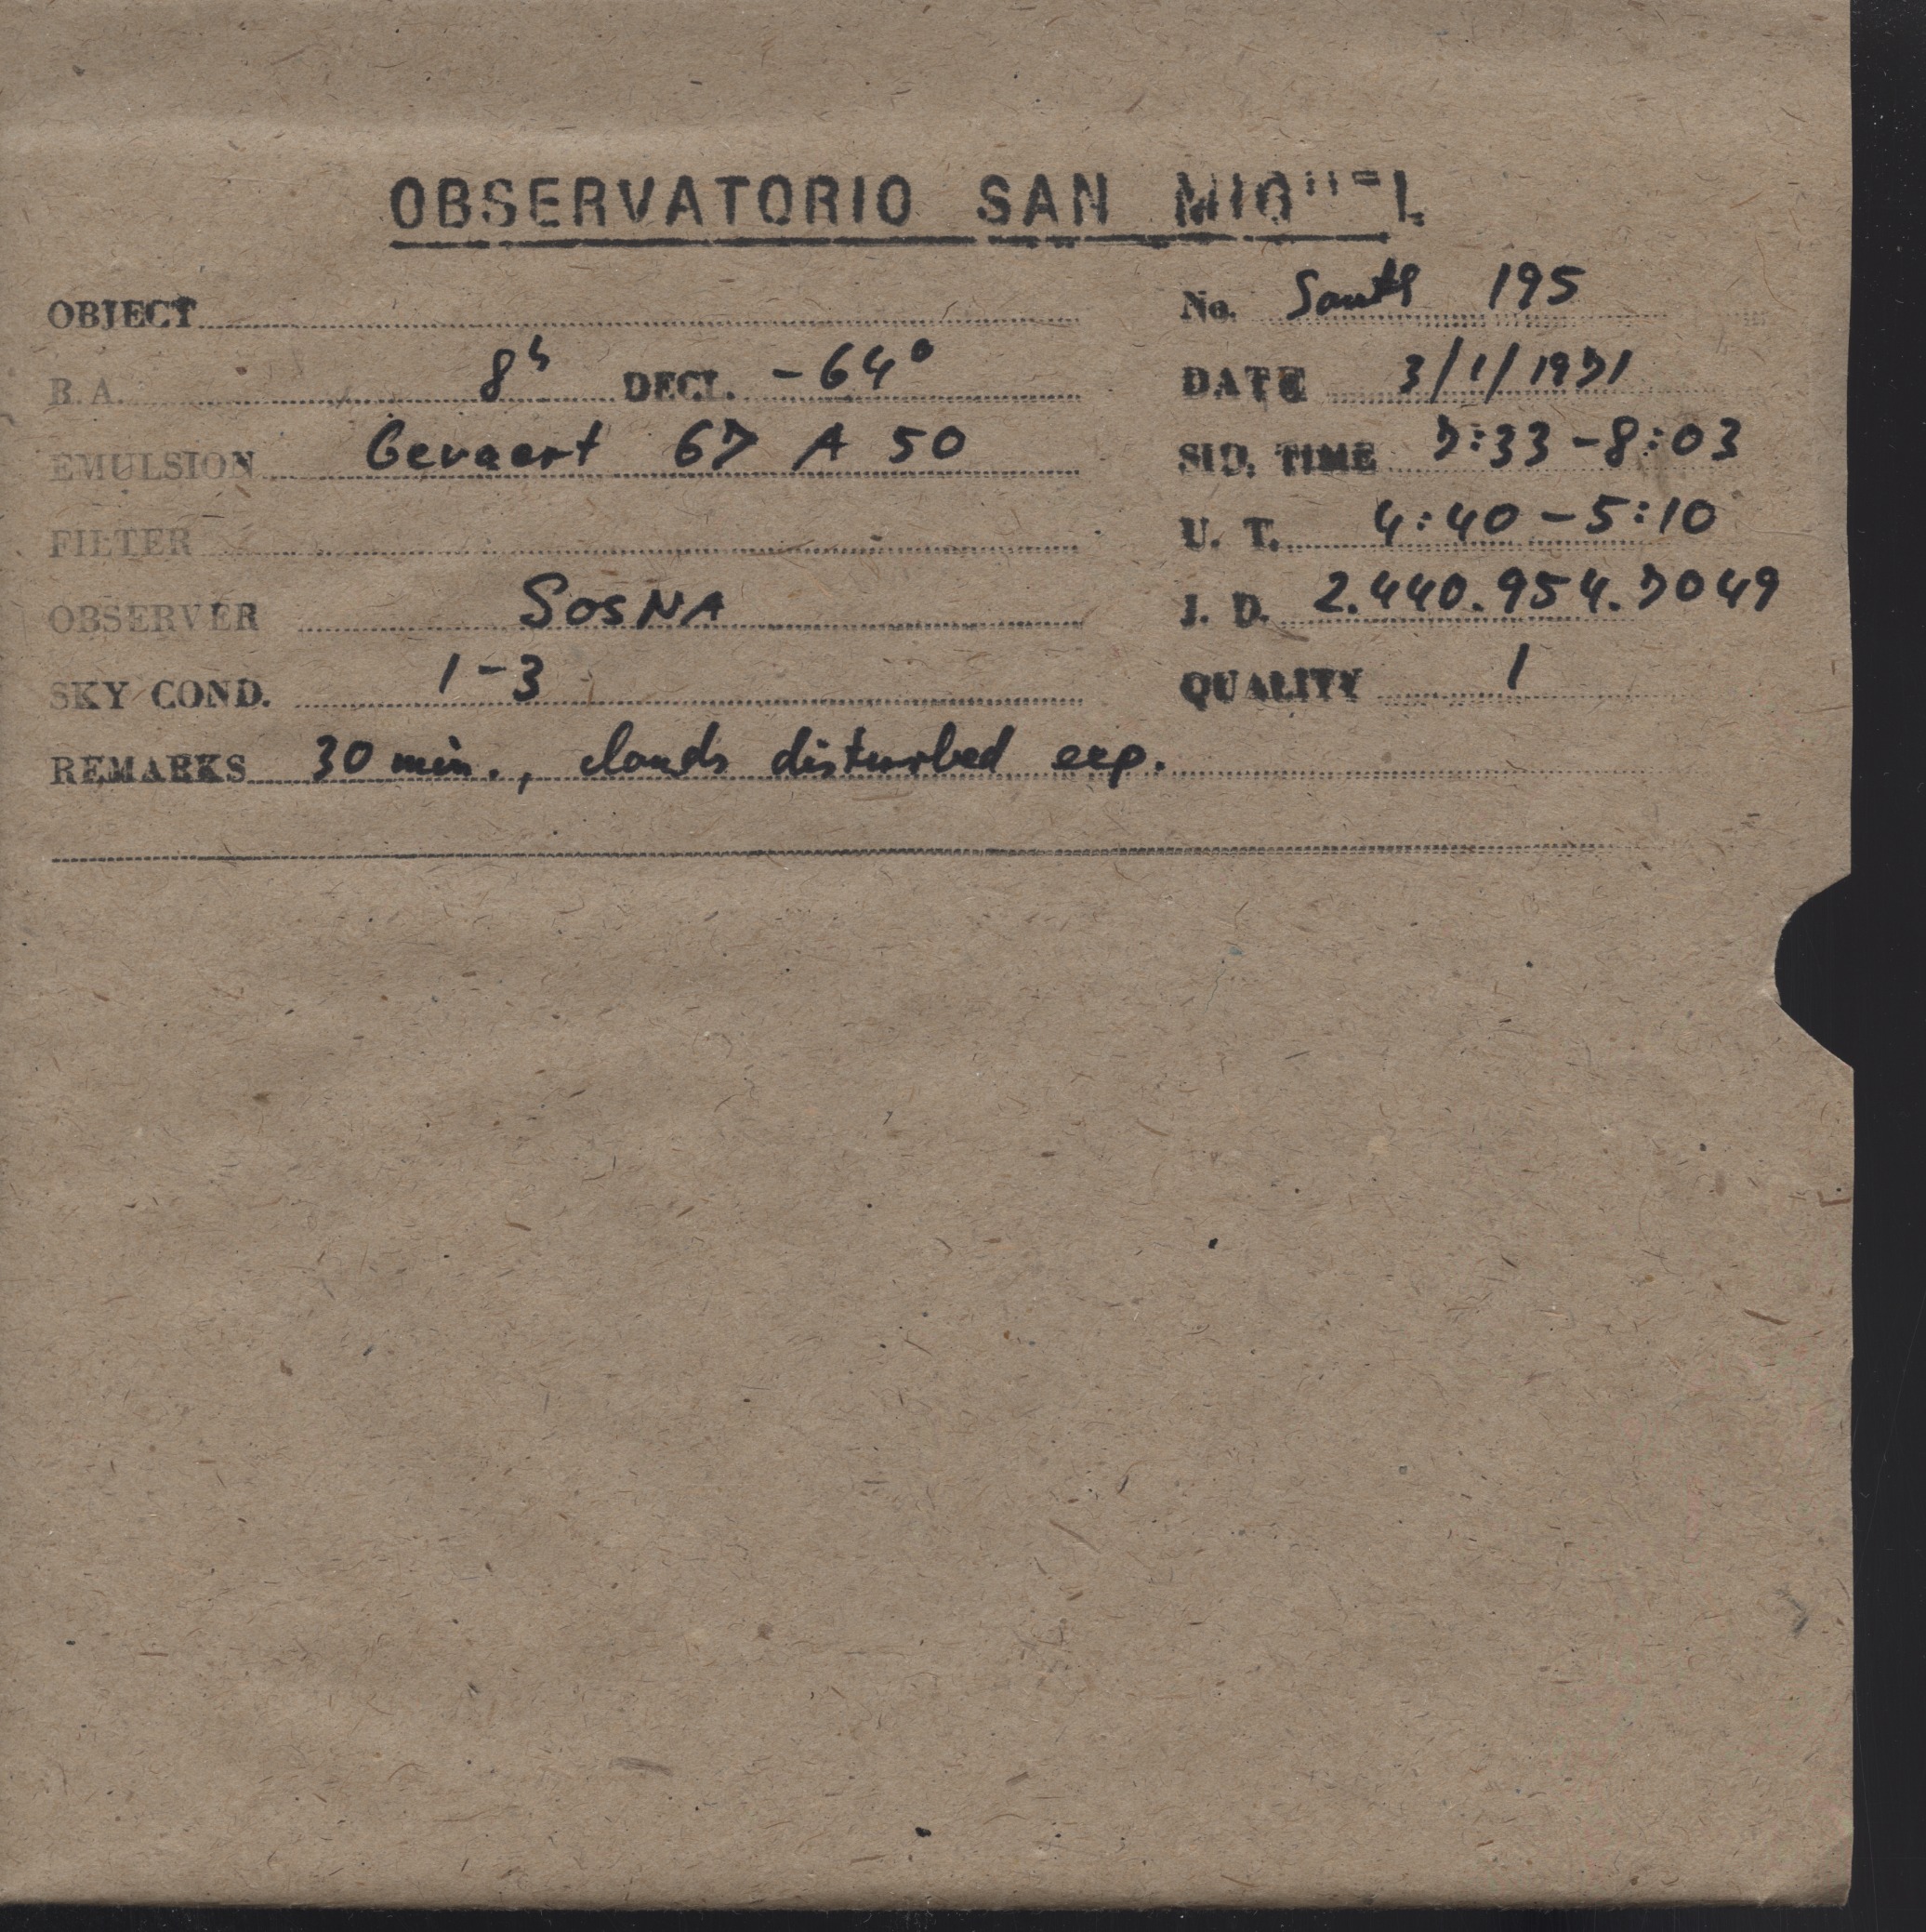 OBSERVATORIO SAN MIGUEL
OBJECT No. South 195
R.A. 8h DECL. -64° DATE 3/1/1971
EMULSION Gevaert 67 A 50 SID. TIME 7:33-8:03
FILTER U. T. 4:40-5:10
OBSERVER SOSNA J. D. 2.440.954.7049
SKY COND. 1-3 QUALITY 1
REMARKS 30 min., clouds disturbed exp.